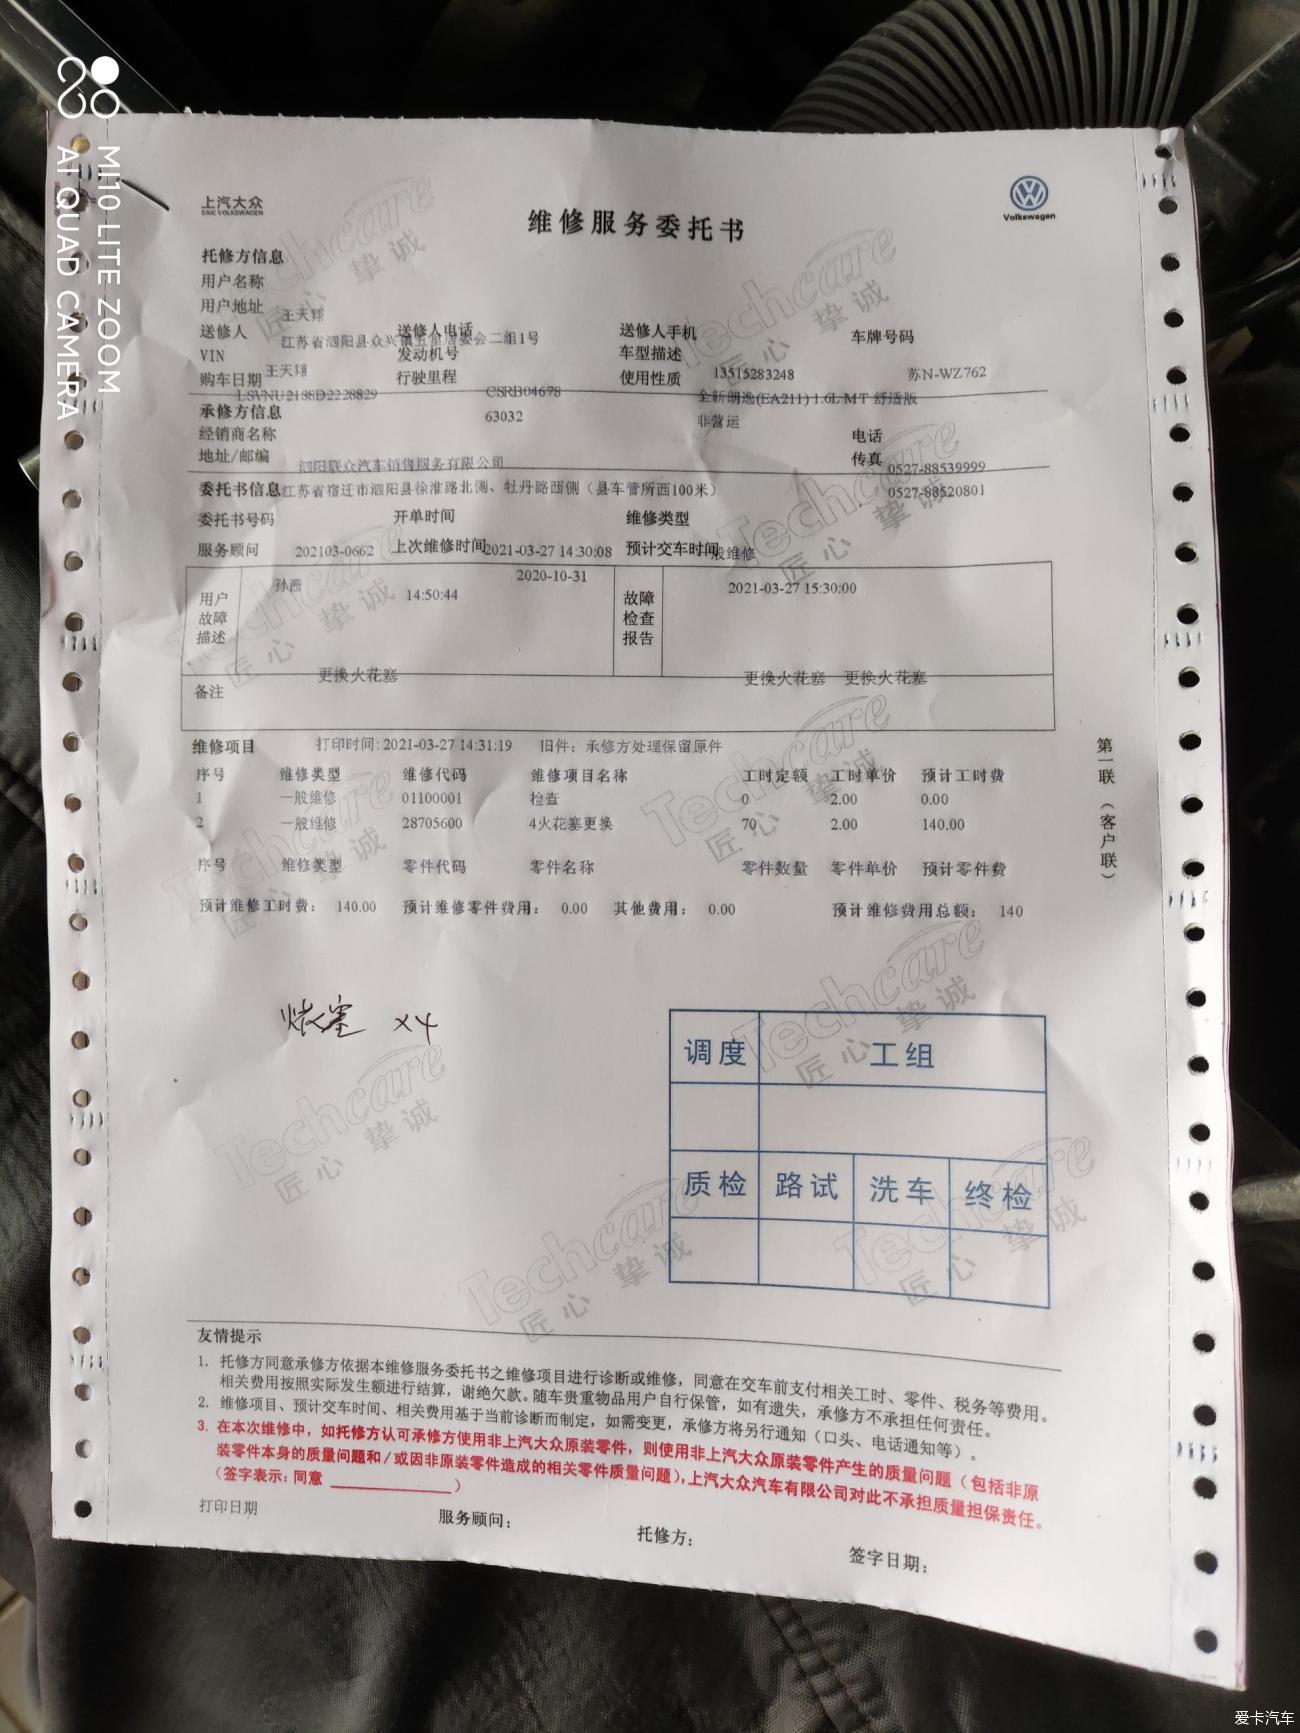 MI10 LITE ZOOM
AI QUAD CAMERA
上汽大众
SAIC VOLKSWAGEN
维修服务委托书
Volkswagen
托修方信息
用户名称
用户地址 王天翔
送修人 江苏省泗阳县众兴镇五星居委会二组1号 送修人电话 送修人手机 车牌号码
VIN 王天翔 发动机号 车型描述 13515283248 苏N-WZ762
购车日期 LSVNU2188D2228829 行驶里程 CSRB04678 使用性质 全新朗逸(EA211) 1.6L MT 舒适版
承修方信息 63032 非营运
经销商名称 电话
地址/邮编 泗阳联众汽车销售服务有限公司 传真 0527-88539999
委托书信息 江苏省宿迁市泗阳县徐淮路北侧、牡丹路西侧（县车管所西100米） 0527-88520801
委托书号码 开单时间 维修类型
服务顾问 202103-0662 上次维修时间 2021-03-27 14:30:08 预计交车时间 般维修
孙茜 14:50:44 2020-10-31 2021-03-27 15:30:00
用户故障描述 故障检查报告
更换火花塞 更换火花塞 更换火花塞
备注
维修项目 打印时间: 2021-03-27 14:31:19 旧件：承修方处理保留原件
序号 维修类型 维修代码 维修项目名称 工时定额 工时单价 预计工时费
1 一般维修 01100001 检查 0 2.00 0.00
2 一般维修 28705600 4火花塞更换 70 2.00 140.00
序号 维修类型 零件代码 零件名称 零件数量 零件单价 预计零件费
预计维修工时费： 140.00 预计维修零件费用： 0.00 其他费用： 0.00 预计维修费用总额： 140
第一联（客户联）
火花塞 x4
调度 工组
质检 路试 洗车 终检
友情提示
1. 托修方同意承修方依据本维修服务委托书之维修项目进行诊断或维修，同意在交车前支付相关工时、零件、税务等费用。
相关费用按照实际发生额进行结算，谢绝欠款。随车贵重物品用户自行保管，如有遗失，承修方不承担任何责任。
2. 维修项目、预计交车时间、相关费用基于当前诊断而制定，如需变更，承修方将另行通知（口头、电话通知等）。
3. 在本次维修中，如托修方认可承修方使用非上汽大众原装零件，则使用非上汽大众原装零件产生的质量问题（包括非原
装零件本身的质量问题和/或因非原装零件造成的相关零件质量问题），上汽大众汽车有限公司对此不承担质量担保责任。
（签字表示：同意 ）
打印日期 服务顾问： 托修方： 签字日期：
Techcare
匠心 挚诚
爱卡汽车